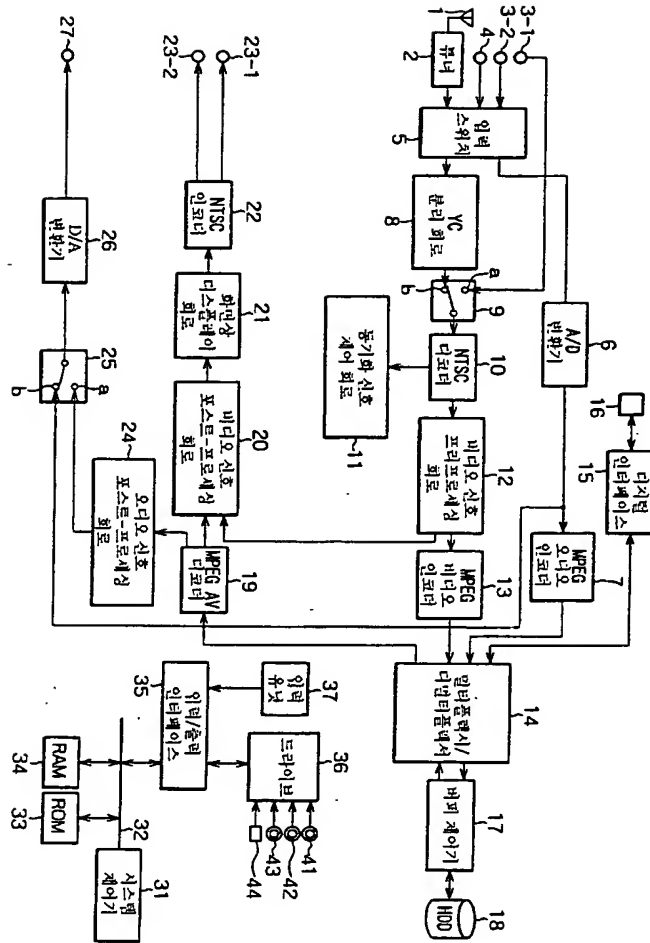 1
2
튜너
3-1
3-2
4
입력
스위치
5
A/D
변환기
6
MPEG
오디오
인코더
7
YC
분리 회로
8
a
b
9
NTSC
디코더
10
동기화 신호
제어 회로
11
비디오 신호
프리프로세싱
회로
12
MPEG
비디오
인코더
13
멀티플렉서/
디멀티플렉서
14
디지털
인터페이스
15
16
버퍼 제어기
17
HDD
18
MPEG AV
디코더
19
비디오 신호
포스트-프로세싱
회로
20
화면상
디스플레이
회로
21
NTSC
인코더
22
23-1
23-2
오디오 신호
포스트-프로세싱
회로
24
a
b
25
D/A
변환기
26
27
시스템
제어기
31
32
ROM
33
RAM
34
입력/출력
인터페이스
35
드라이브
36
입력
유닛
37
41
42
43
44